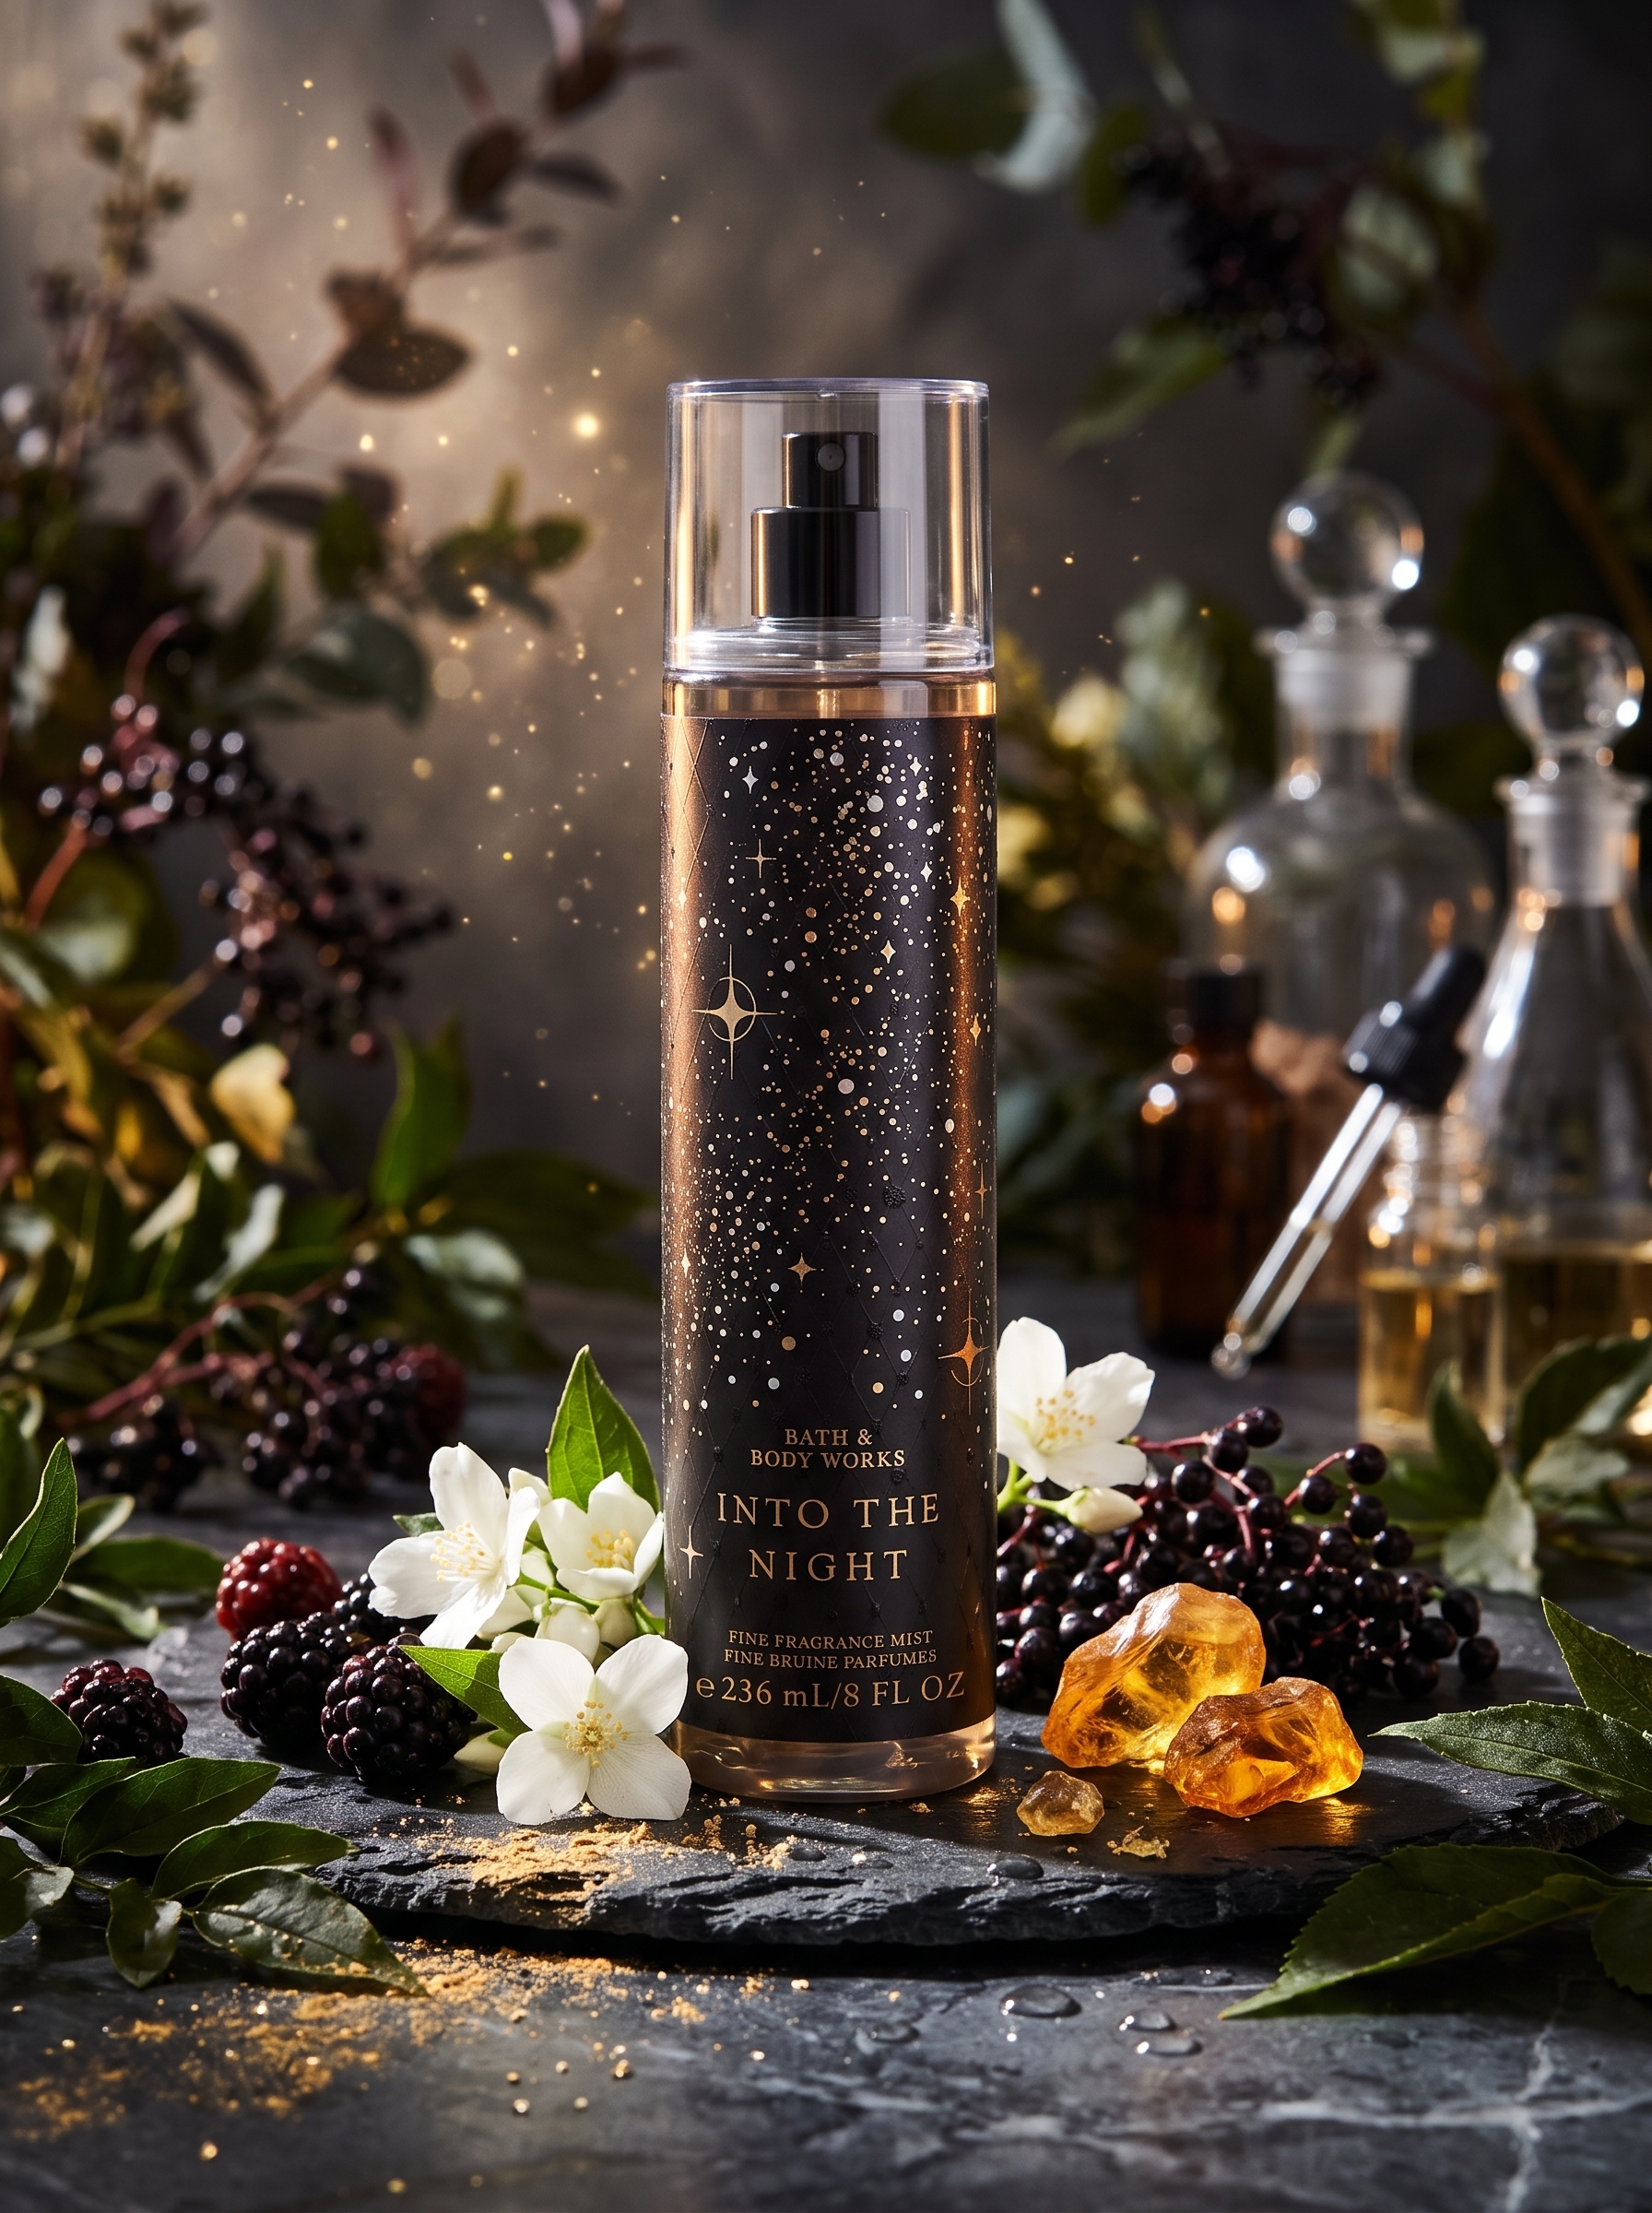 BATH &
BODY WORKS
INTO THE
NIGHT
FINE FRAGRANCE MIST
FINE BRUINE PARFUMES
e 236 mL/8 FL OZ